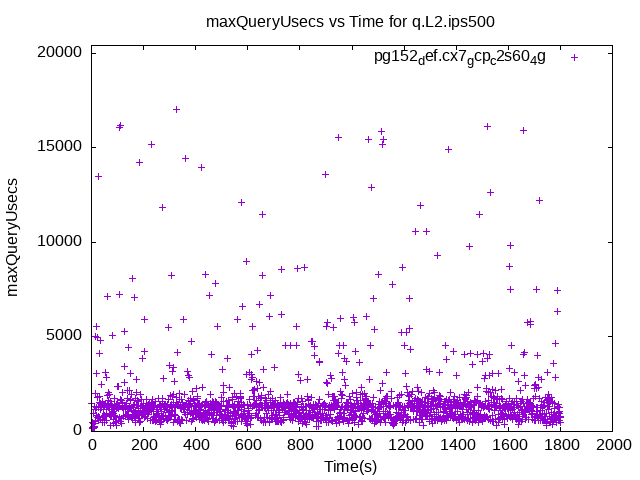 maxQueryUsecs vs Time for q.L2.ips500
pg152def.cx7gcpc2s604g
20000
15000
10000
5000
0
maxQueryUsecs
0 200 400 600 800 1000 1200 1400 1600 1800 2000
Time(s)